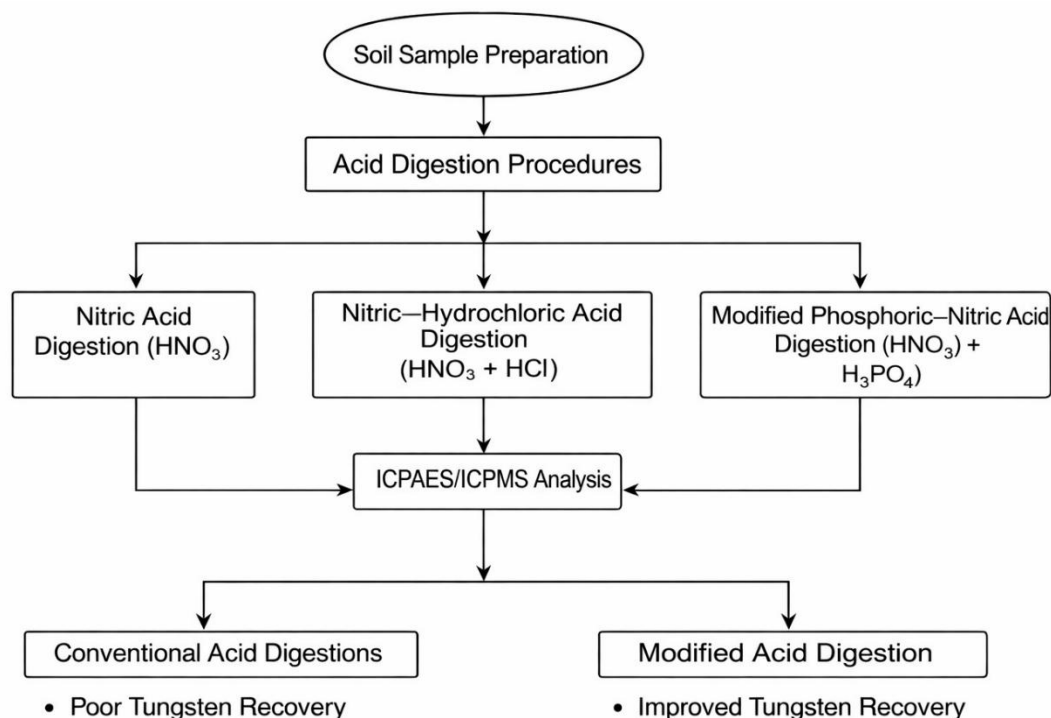 Soil Sample Preparation
Acid Digestion Procedures
Nitric Acid
Digestion (HNO₃)
Nitric–Hydrochloric Acid
Digestion
(HNO₃ + HCl)
Modified Phosphoric–Nitric Acid
Digestion (HNO₃) +
H₃PO₄)
ICPAES/ICPMS Analysis
Conventional Acid Digestions
• Poor Tungsten Recovery
Modified Acid Digestion
• Improved Tungsten Recovery